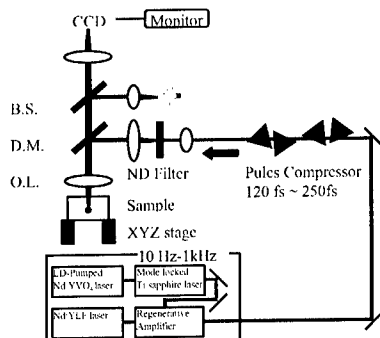 CCD
Monitor
B.S.
D.M.
O.L.
ND Filter
Pules Compressor
120 fs ~ 250fs
Sample
XYZ stage
10 Hz-1kHz
LD-Pumped
Nd YVO₄ laser
Mode locked
Ti sapphire laser
Nd YLF laser
Regenerative
Amplifier